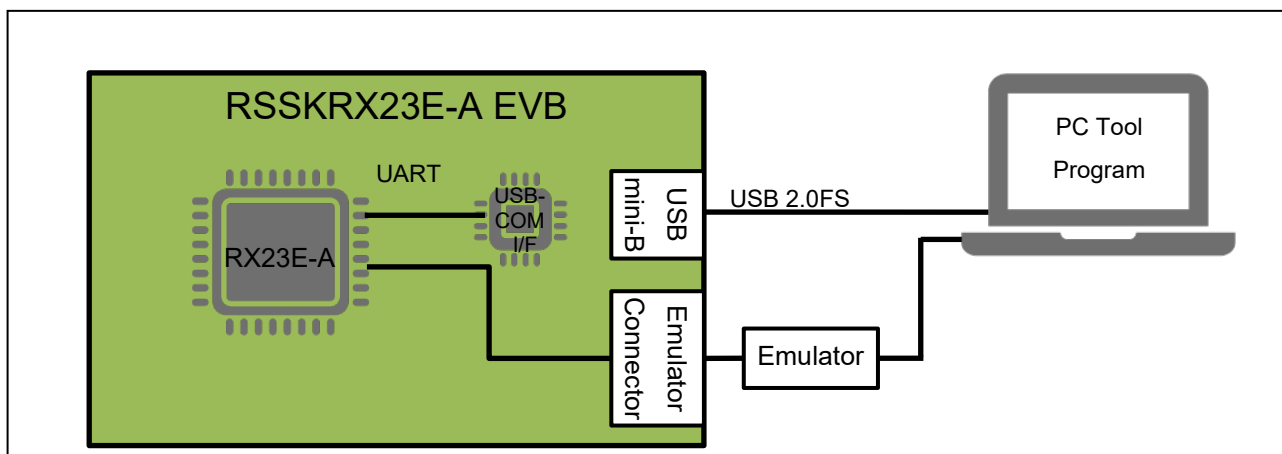 RSSKRX23E-A EVB
UART
USB-
COM
I/F
RX23E-A
USB
mini-B
USB 2.0FS
PC Tool
Program
Emulator
Connector
Emulator